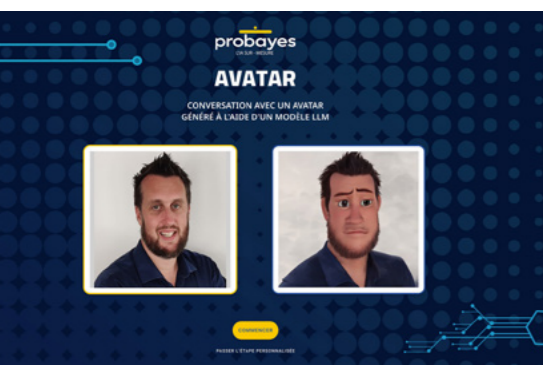 probayes
AVATAR
CONVERSATION AVEC UN AVATAR
GÉNÉRÉ À L'AIDE D'UN MODÈLE LLM
COMMENCER
PASSER L'ÉTAPE PERSONNALISÉE